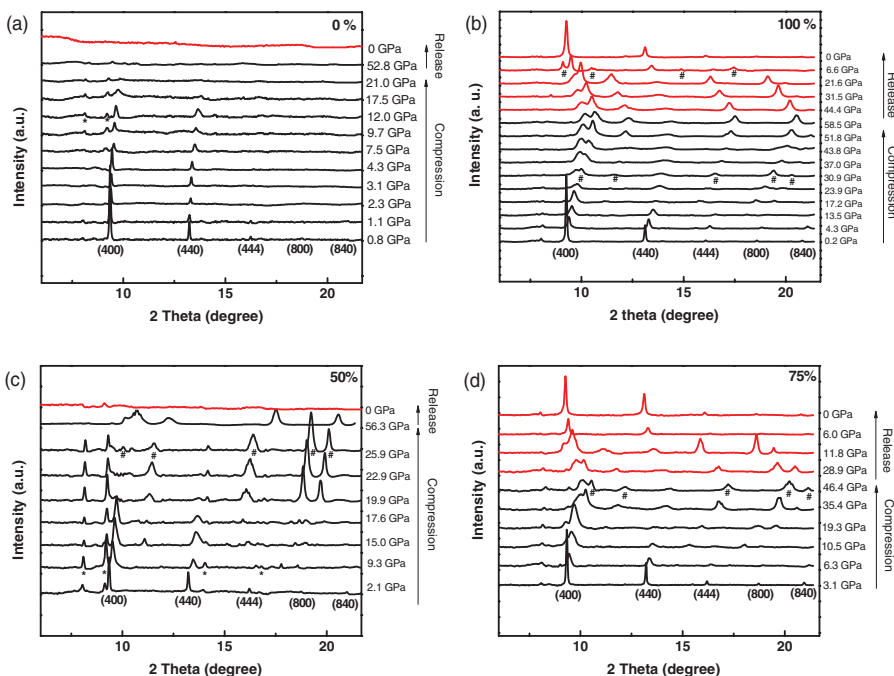 (a)
0 %
0 GPa
52.8 GPa
21.0 GPa
17.5 GPa
12.0 GPa
9.7 GPa
7.5 GPa
4.3 GPa
3.1 GPa
2.3 GPa
1.1 GPa
0.8 GPa
* *
(400) (440) (444) (800) (840)
10 15 20
2 Theta (degree)
Intensity (a.u.)
Release
Compression
(b)
100 %
0 GPa
6.6 GPa
21.6 GPa
31.5 GPa
44.4 GPa
58.5 GPa
51.8 GPa
43.8 GPa
37.0 GPa
30.9 GPa
23.9 GPa
17.2 GPa
13.5 GPa
4.3 GPa
0.2 GPa
# # # #
# # # # #
(400) (440) (444) (800) (840)
10 15 20
2 theta (degree)
Intensity (a. u.)
Release
Compression
(c)
50%
0 GPa
56.3 GPa
25.9 GPa
22.9 GPa
19.9 GPa
17.6 GPa
15.0 GPa
9.3 GPa
2.1 GPa
# # # # #
* * * *
(400) (440) (444) (800) (840)
10 15 20
2 Theta (degree)
Intensity (a.u.)
Release
Compression
(d)
75%
0 GPa
6.0 GPa
11.8 GPa
28.9 GPa
46.4 GPa
35.4 GPa
19.3 GPa
10.5 GPa
6.3 GPa
3.1 GPa
# # # # #
(400) (440) (444) (800) (840)
10 15 20
2 Theta (degree)
Intensity (a.u.)
Release
Compression